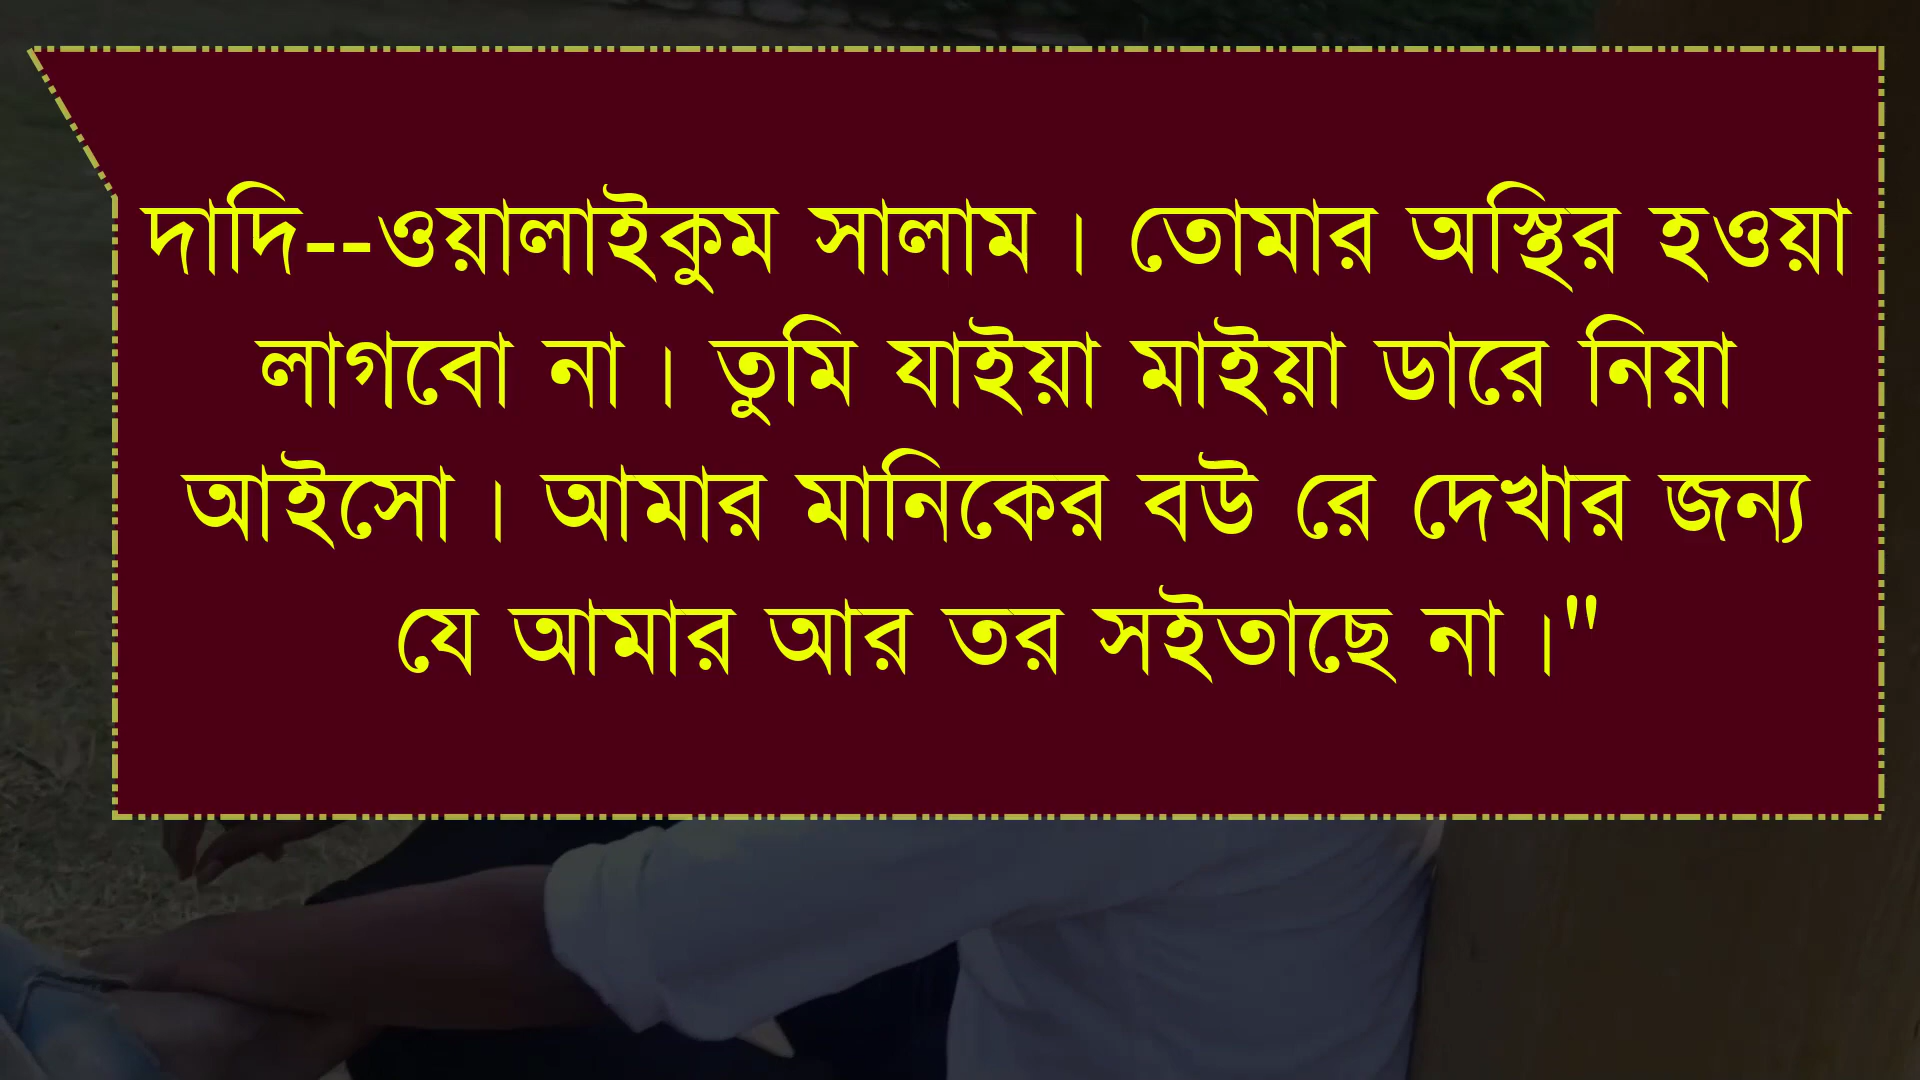 দাদি--ওয়ালাইকুম সালাম। তোমার অস্থির হওয়া
লাগবো না। তুমি যাইয়া মাইয়া ডারে নিয়া
আইসো। আমার মানিকের বউ রে দেখার জন্য
যে আমার আর তর সইতাছে না।"